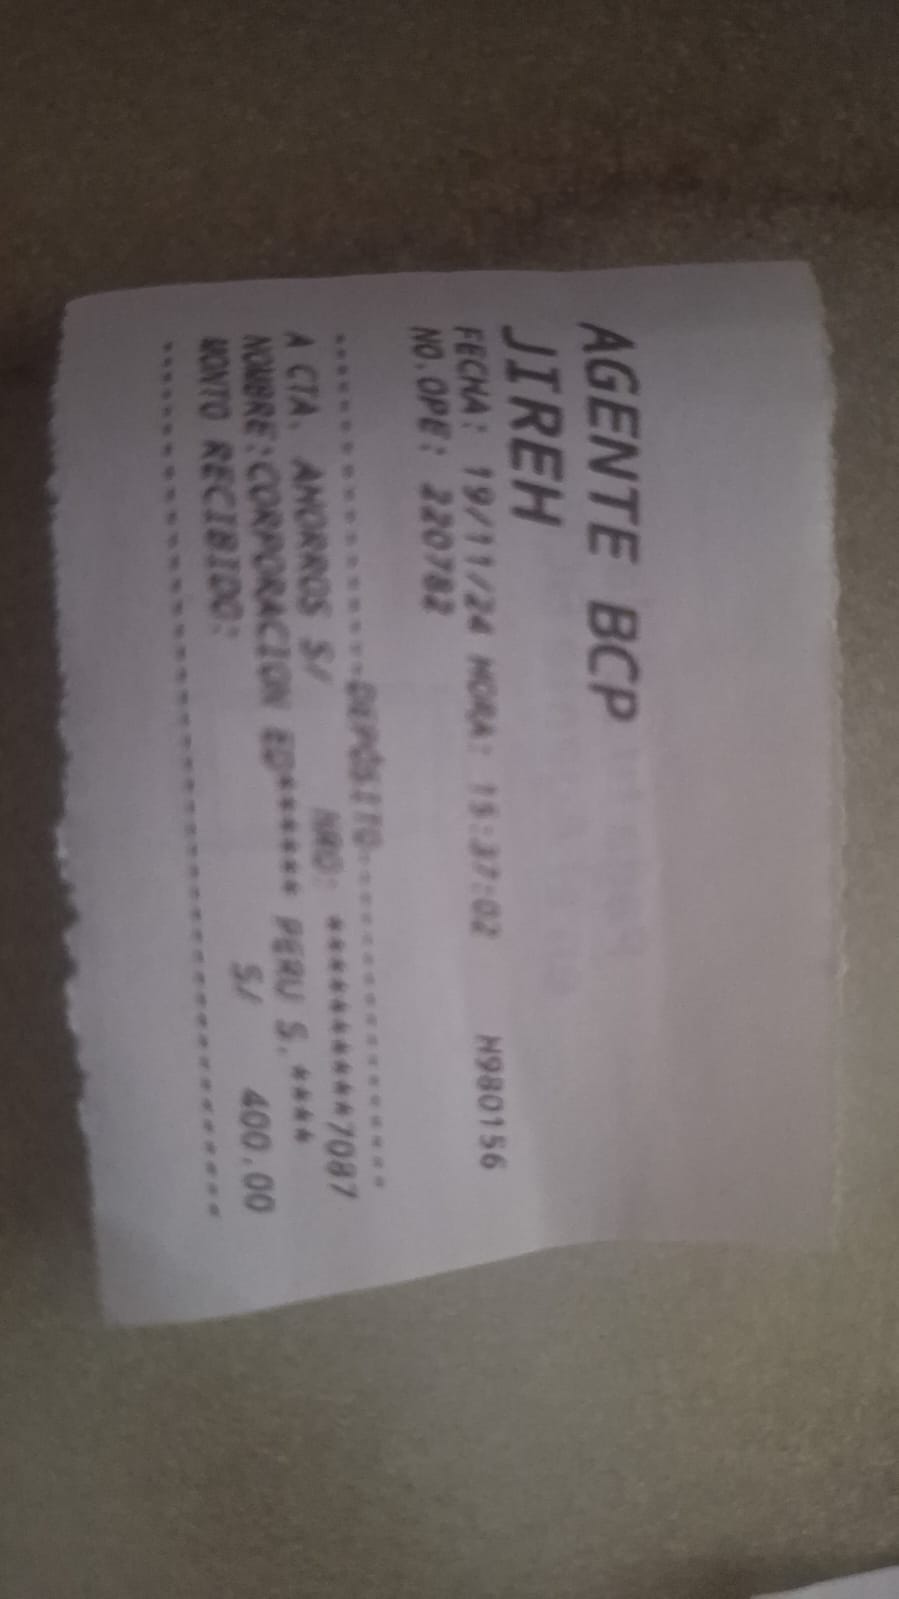 AGENTE BCP
JIREH
FECHA: 19/11/24 HORA: 15:37:02 H980156
NO.OPE: 220782
-----------------DEPOSITO-----------------
A CTA. AHORROS S/ NRO: **********7087
NOMBRE:CORPORACION ED******* PERU S.****
MONTO RECIBIDO: S/ 400.00
------------------------------------------